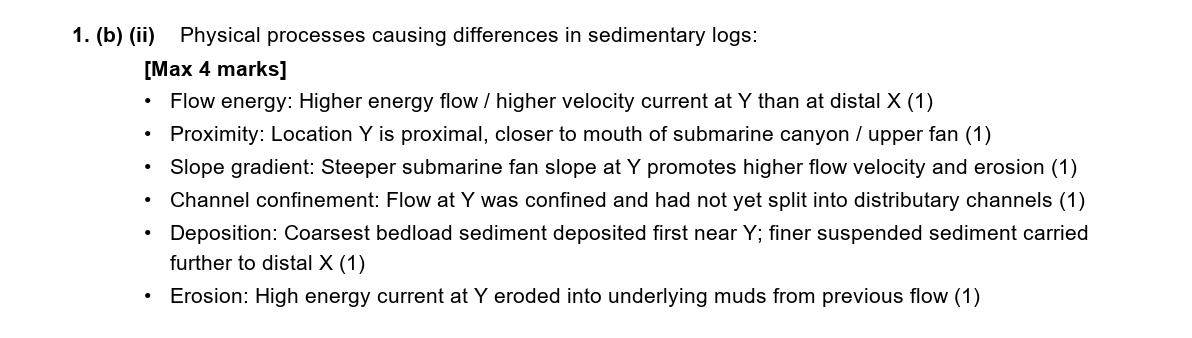 1. (b) (ii) Physical processes causing differences in sedimentary logs:
[Max 4 marks]
• Flow energy: Higher energy flow / higher velocity current at Y than at distal X (1)
• Proximity: Location Y is proximal, closer to mouth of submarine canyon / upper fan (1)
• Slope gradient: Steeper submarine fan slope at Y promotes higher flow velocity and erosion (1)
• Channel confinement: Flow at Y was confined and had not yet split into distributary channels (1)
• Deposition: Coarsest bedload sediment deposited first near Y; finer suspended sediment carried
further to distal X (1)
• Erosion: High energy current at Y eroded into underlying muds from previous flow (1)